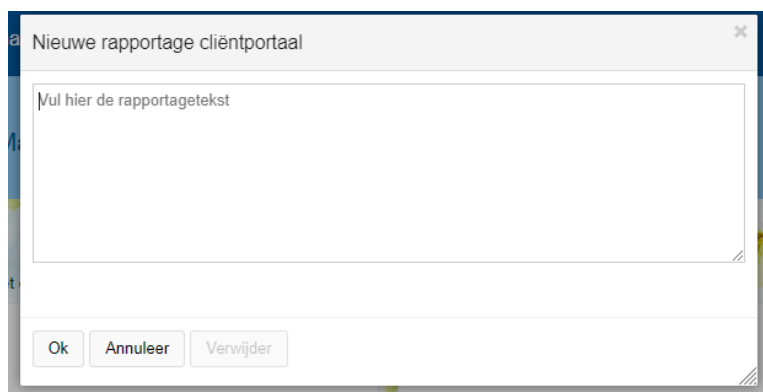 Nieuwe rapportage cliëntportaal
Vul hier de rapportagetekst
Ok Annuleer Verwijder